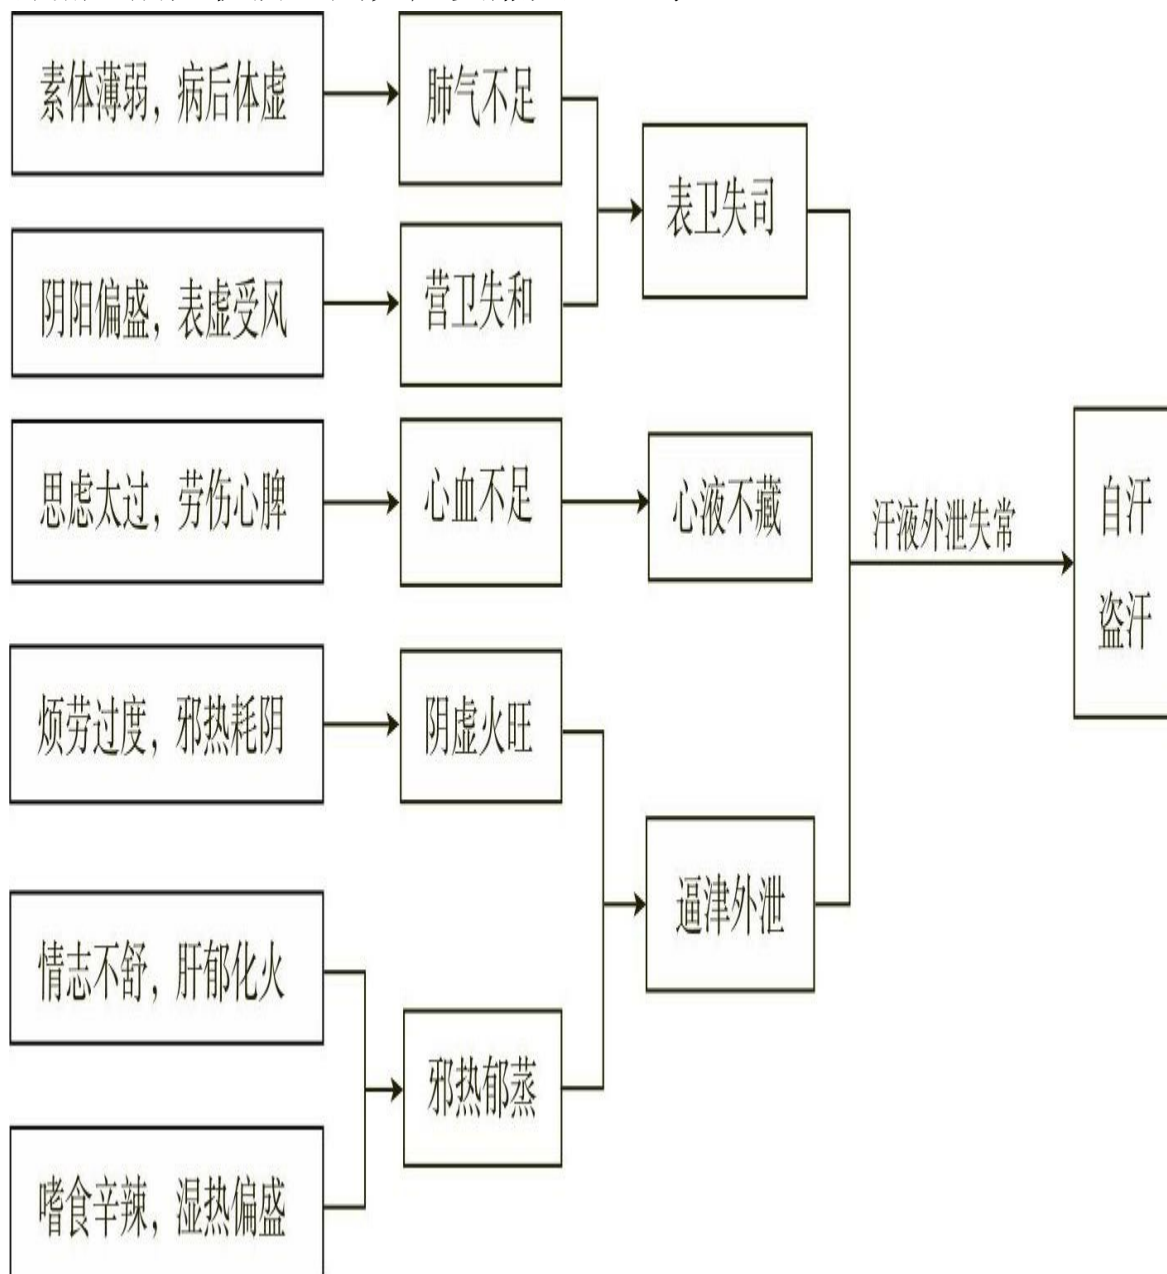 素体薄弱，病后体虚
肺气不足
表卫失司
阴阳偏盛，表虚受风
营卫失和
思虑太过，劳伤心脾
心血不足
心液不藏
汗液外泄失常
自汗
盗汗
烦劳过度，邪热耗阴
阴虚火旺
逼津外泄
情志不舒，肝郁化火
邪热郁蒸
嗜食辛辣，湿热偏盛